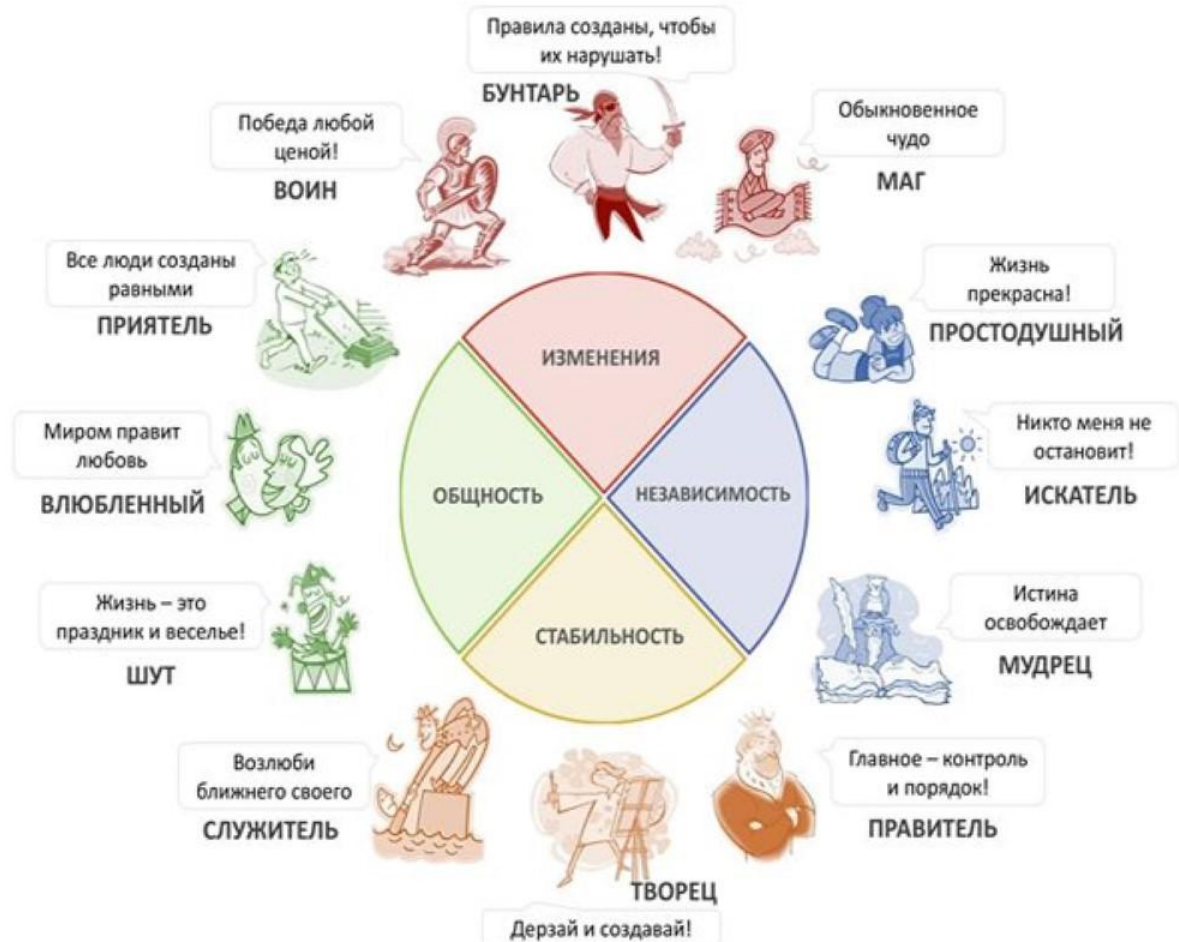 Правила созданы, чтобы
их нарушать!
БУНТАРЬ
Победа любой
ценой!
ВОИН
Обыкновенное
чудо
МАГ
Все люди созданы
равными
ПРИЯТЕЛЬ
Жизнь
прекрасна!
ПРОСТОДУШНЫЙ
ИЗМЕНЕНИЯ
Миром правит
любовь
ВЛЮБЛЕННЫЙ
ОБЩНОСТЬ
НЕЗАВИСИМОСТЬ
Никто меня не
остановит!
ИСКАТЕЛЬ
Жизнь – это
праздник и веселье!
ШУТ
СТАБИЛЬНОСТЬ
Истина
освобождает
МУДРЕЦ
Возлюби
ближнего своего
СЛУЖИТЕЛЬ
Главное – контроль
и порядок!
ПРАВИТЕЛЬ
ТВОРЕЦ
Дерзай и создавай!